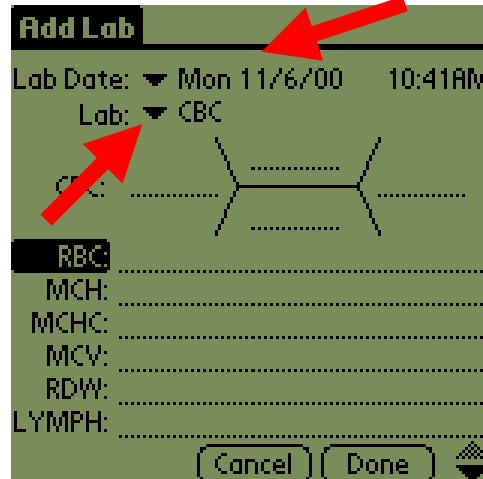 Add Lab
Lab Date: Mon 11/6/00 10:41AM
Lab: CBC
CBC:
RBC:
MCH:
MCHC:
MCV:
RDW:
LYMPH:
Cancel Done